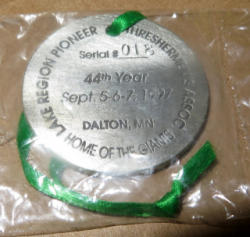 LAKE REGION PIONEER THRESHERMEN'S ASSOC.
Serial # 018
44th Year
Sept. 5-6-7, 1997
DALTON, MN
HOME OF THE GIANTS